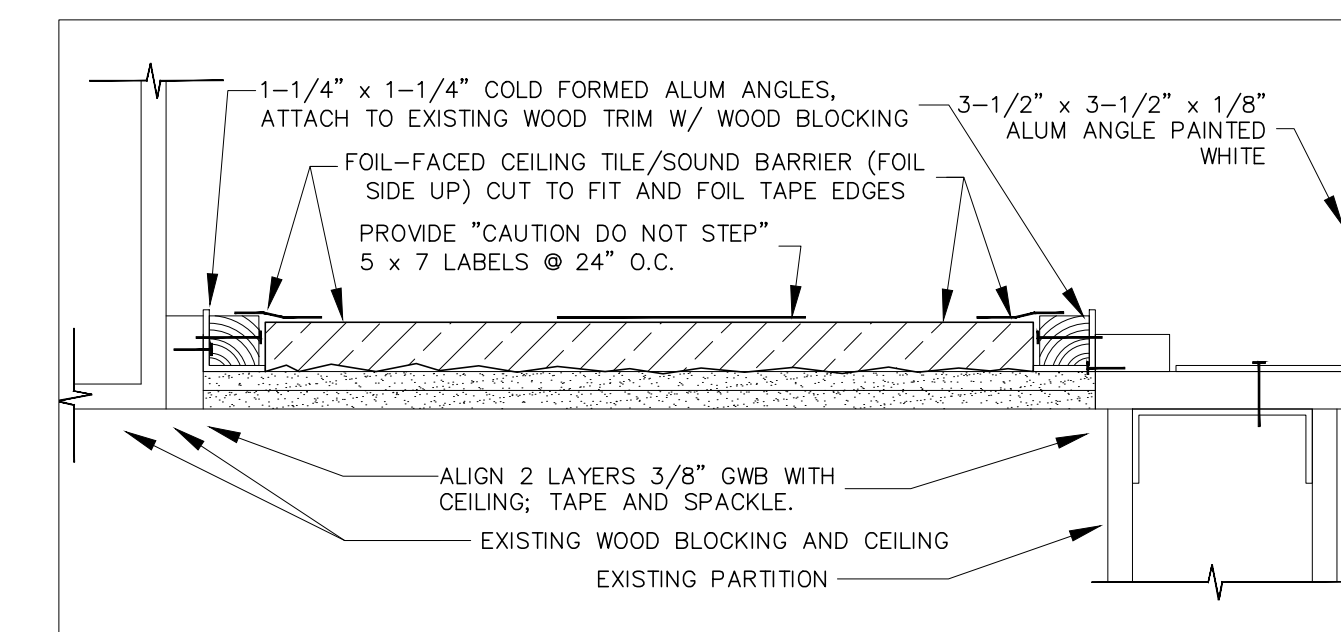 1-1/4” x 1-1/4” COLD FORMED ALUM ANGLES,
ATTACH TO EXISTING WOOD TRIM W/ WOOD BLOCKING
3-1/2” x 3-1/2” x 1/8”
ALUM ANGLE PAINTED
WHITE
FOIL-FACED CEILING TILE/SOUND BARRIER (FOIL
SIDE UP) CUT TO FIT AND FOIL TAPE EDGES
PROVIDE ”CAUTION DO NOT STEP”
5 x 7 LABELS @ 24” O.C.
ALIGN 2 LAYERS 3/8” GWB WITH
CEILING; TAPE AND SPACKLE.
EXISTING WOOD BLOCKING AND CEILING
EXISTING PARTITION